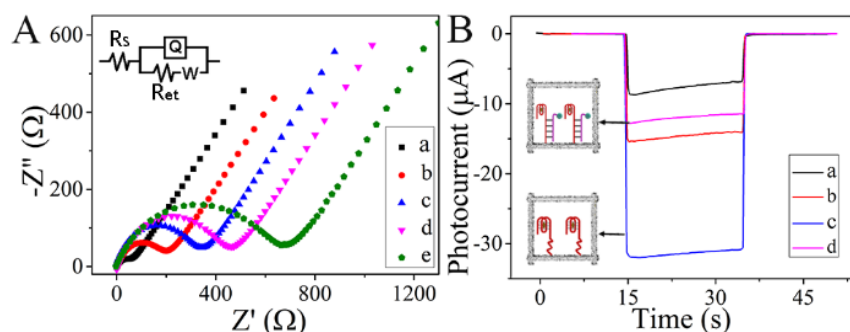 A
600
400
200
0
-Z″ (Ω)
Rs
Q
W
Ret
a
b
c
d
e
0
400
800
1200
Z' (Ω)
B
0
-10
-20
-30
Photocurrent (μA)
a
b
c
d
0
15
30
45
Time (s)